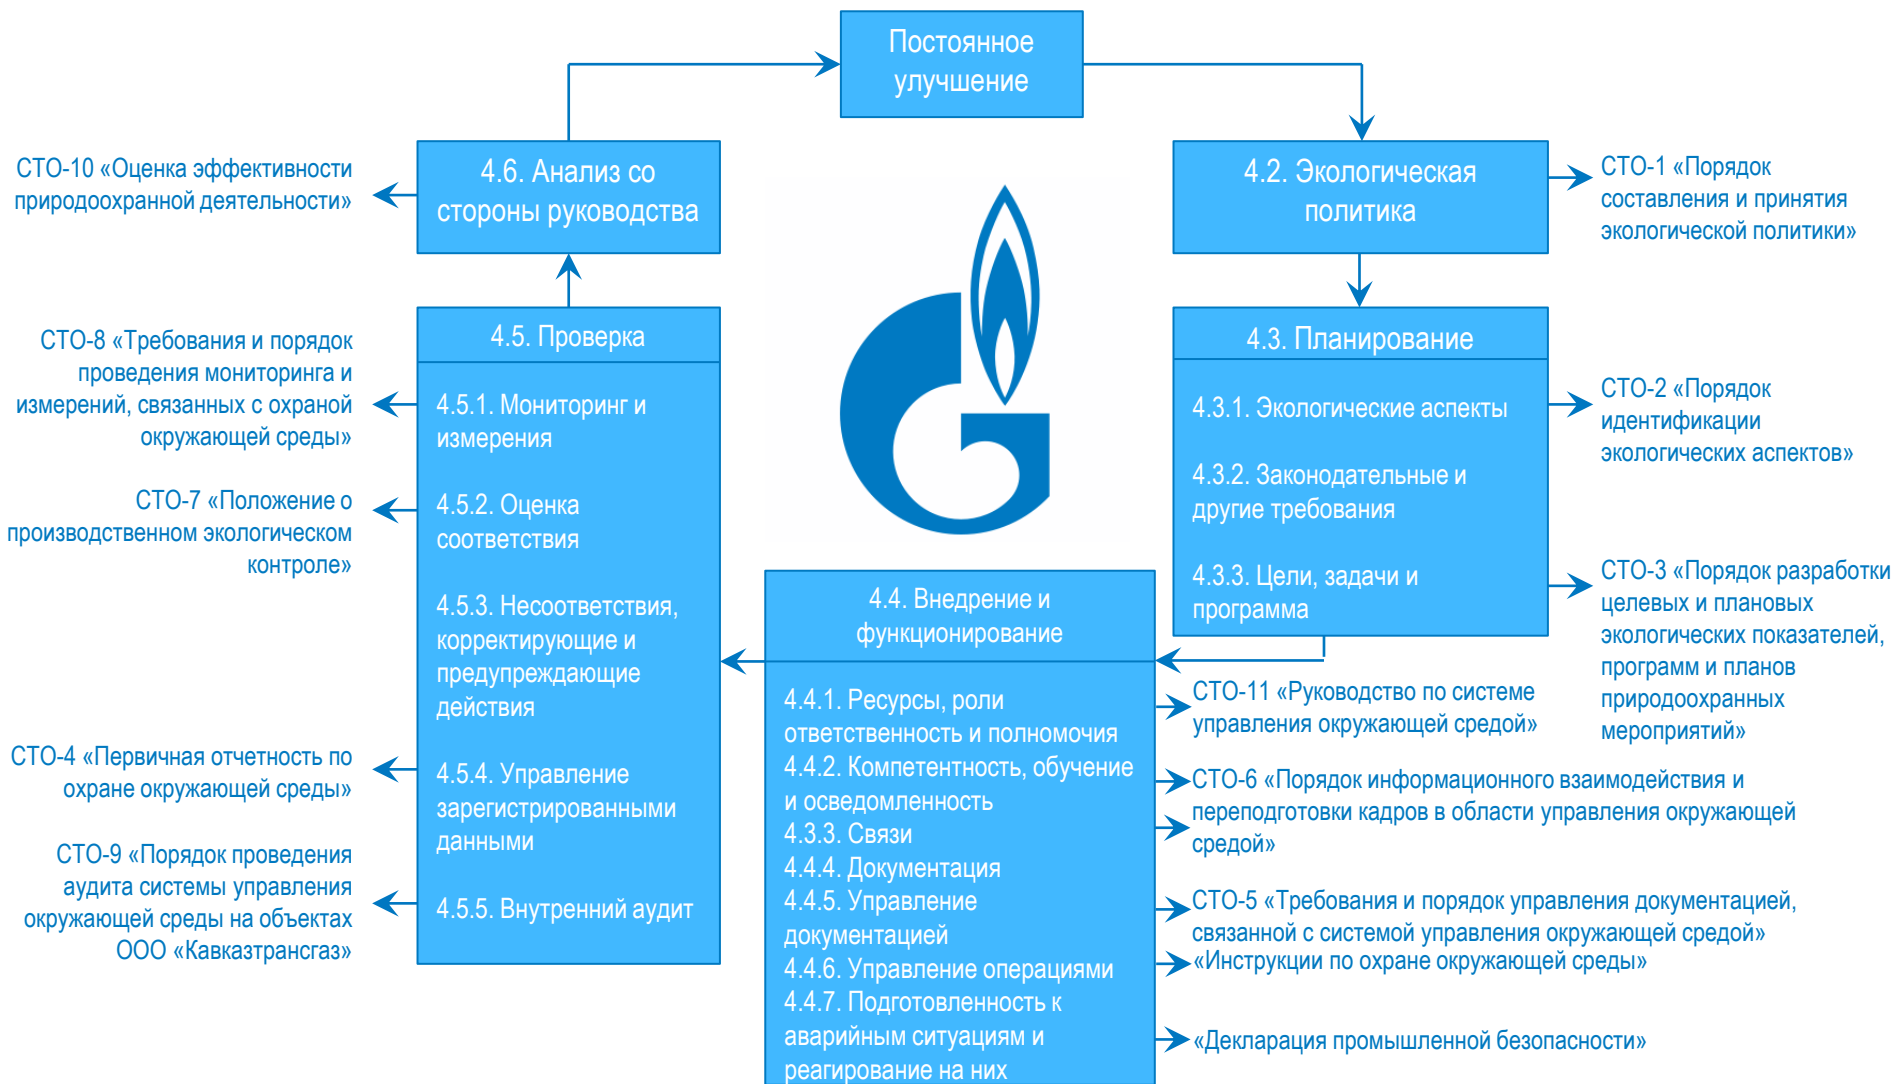 Постоянное
улучшение
4.6. Анализ со
стороны руководства
СТО-10 «Оценка эффективности
природоохранной деятельности»
4.2. Экологическая
политика
СТО-1 «Порядок
составления и принятия
экологической политики»
4.5. Проверка
4.5.1. Мониторинг и
измерения
4.5.2. Оценка
соответствия
4.5.3. Несоответствия,
корректирующие и
предупреждающие
действия
4.5.4. Управление
зарегистрированными
данными
4.5.5. Внутренний аудит
СТО-8 «Требования и порядок
проведения мониторинга и
измерений, связанных с охраной
окружающей среды»
СТО-7 «Положение о
производственном экологическом
контроле»
СТО-4 «Первичная отчетность по
охране окружающей среды»
СТО-9 «Порядок проведения
аудита системы управления
окружающей среды на объектах
ООО «Кавказтрансгаз»
4.3. Планирование
4.3.1. Экологические аспекты
4.3.2. Законодательные и
другие требования
4.3.3. Цели, задачи и
программа
СТО-2 «Порядок
идентификации
экологических аспектов»
СТО-3 «Порядок разработки
целевых и плановых
экологических показателей,
программ и планов
природоохранных
мероприятий»
4.4. Внедрение и
функционирование
4.4.1. Ресурсы, роли
ответственность и полномочия
4.4.2. Компетентность, обучение
и осведомленность
4.3.3. Связи
4.4.4. Документация
4.4.5. Управление
документацией
4.4.6. Управление операциями
4.4.7. Подготовленность к
аварийным ситуациям и
реагирование на них
СТО-11 «Руководство по системе
управления окружающей средой»
СТО-6 «Порядок информационного взаимодействия и
переподготовки кадров в области управления окружающей
средой»
СТО-5 «Требования и порядок управления документацией,
связанной с системой управления окружающей средой»
«Инструкции по охране окружающей среды»
«Декларация промышленной безопасности»